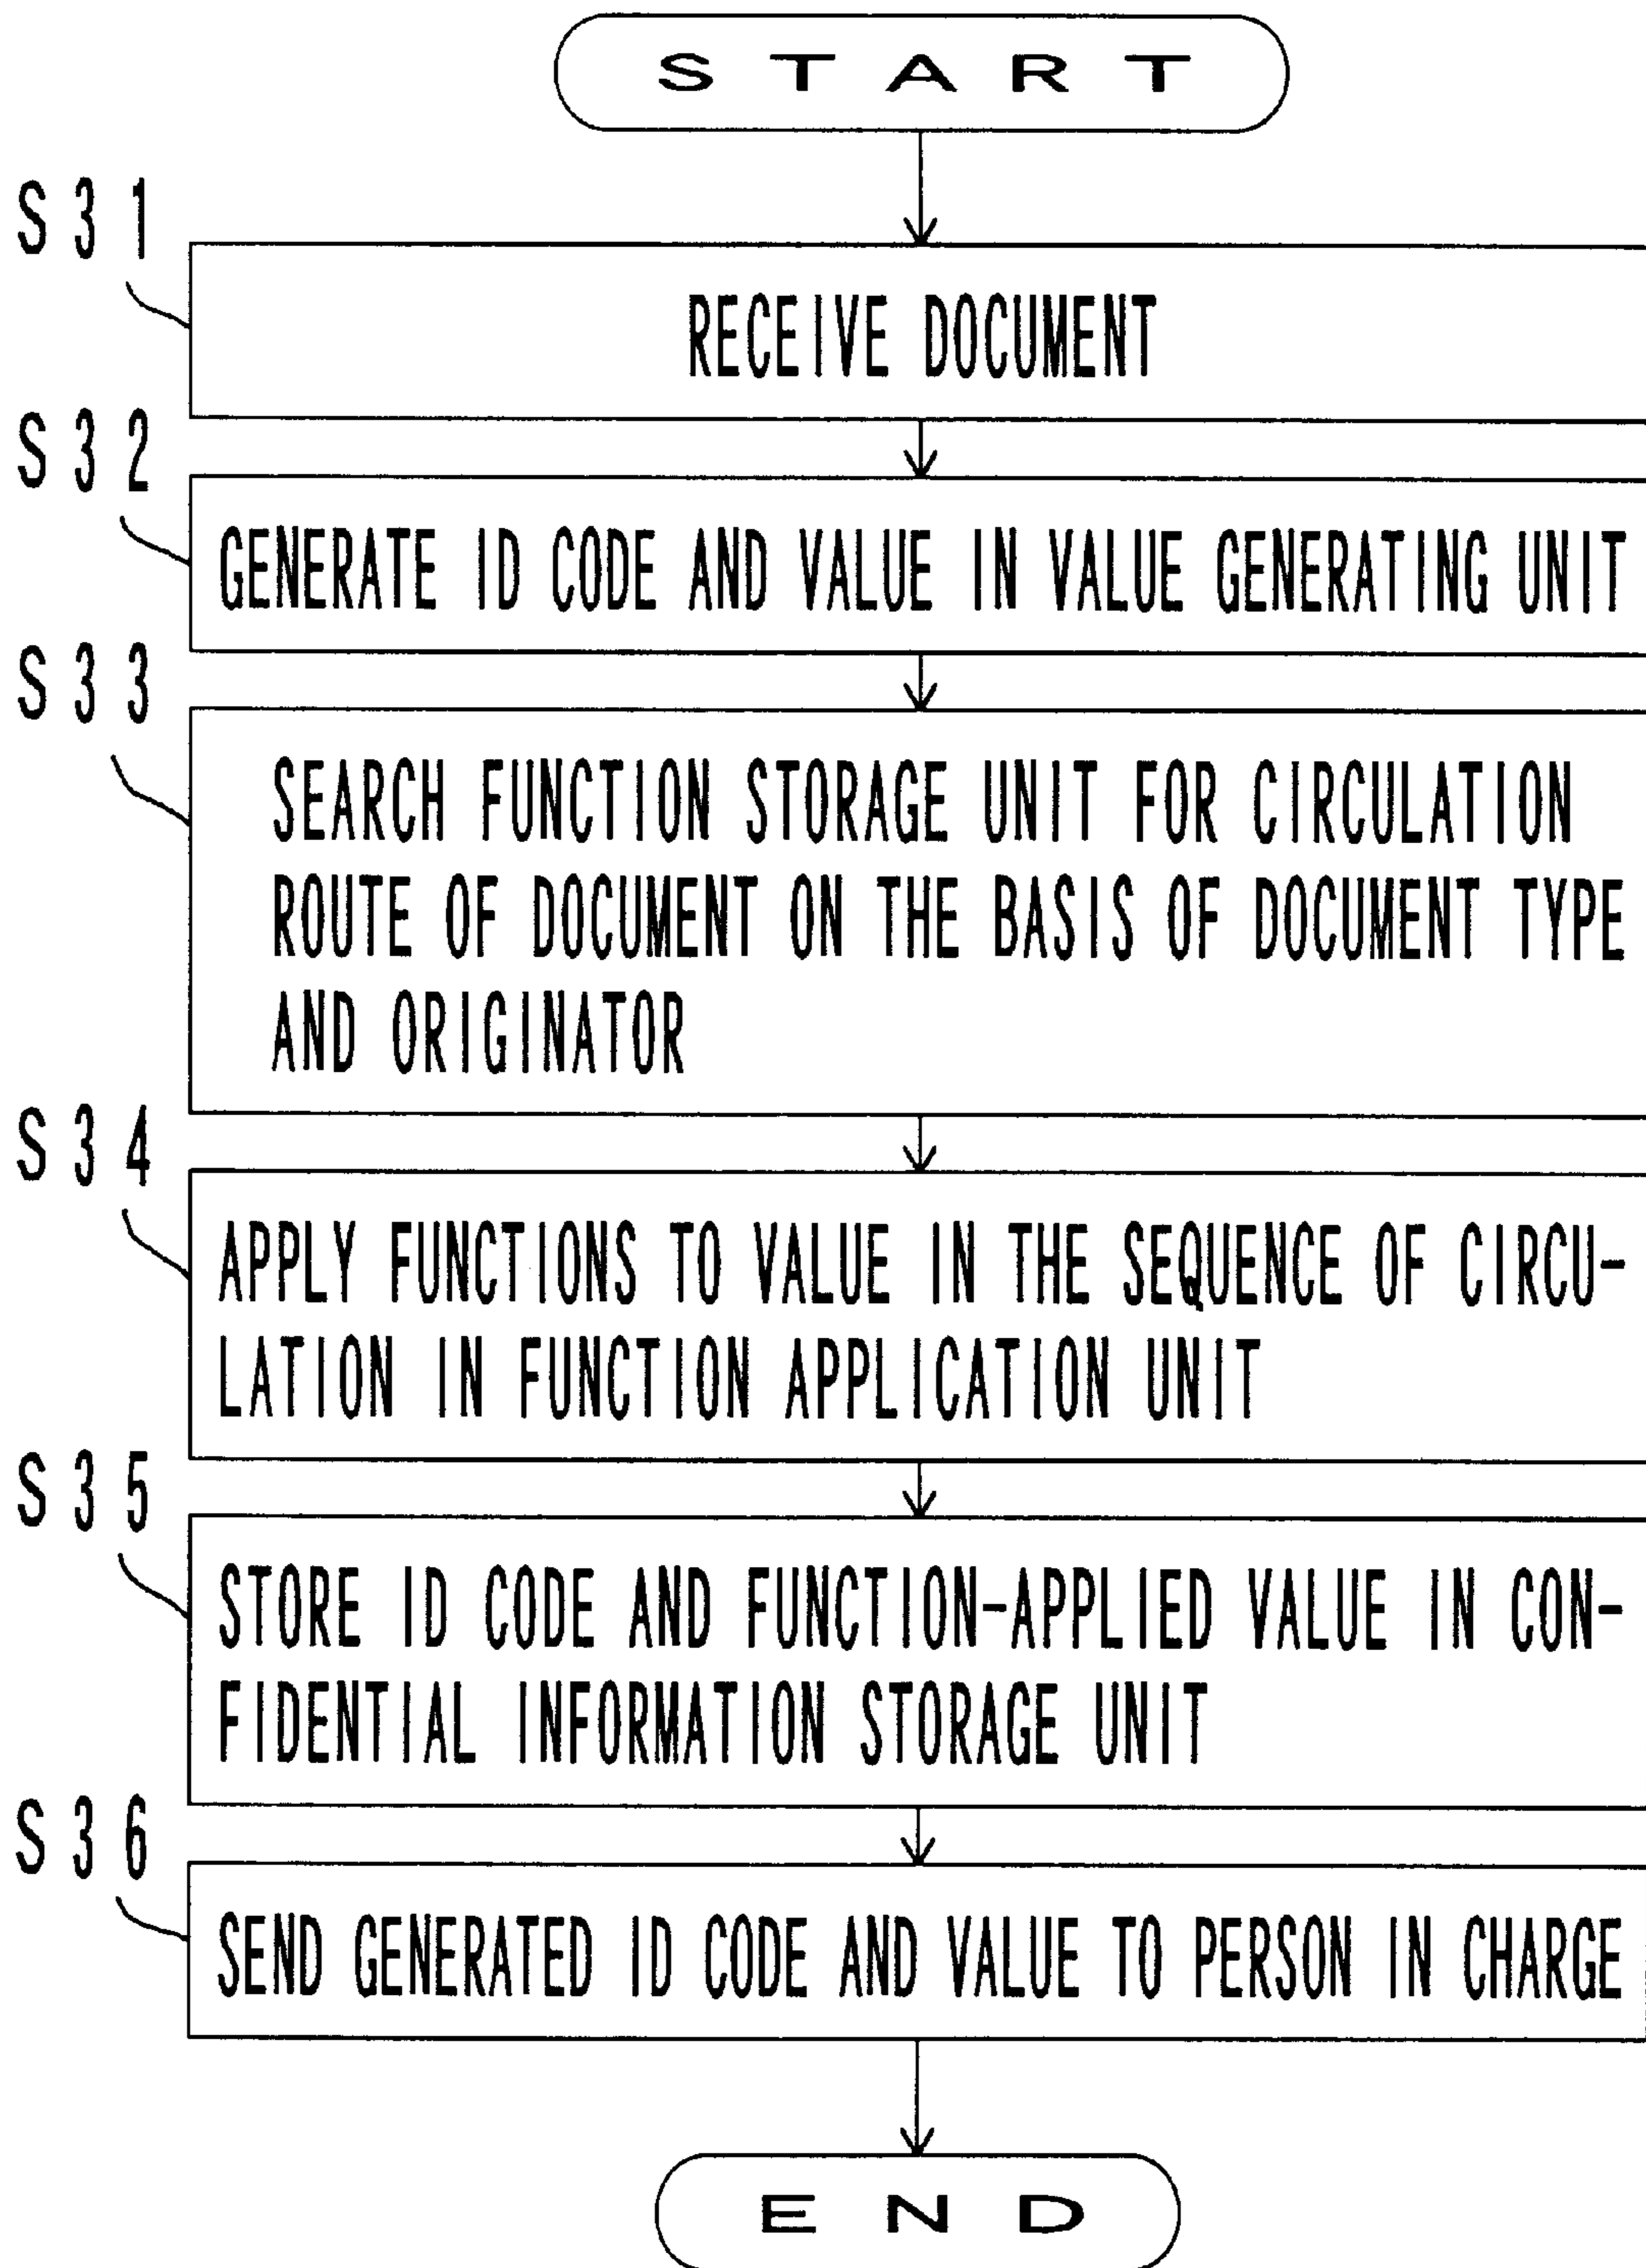 START
S31
RECEIVE DOCUMENT
S32
GENERATE ID CODE AND VALUE IN VALUE GENERATING UNIT
S33
SEARCH FUNCTION STORAGE UNIT FOR CIRCULATION
ROUTE OF DOCUMENT ON THE BASIS OF DOCUMENT TYPE
AND ORIGINATOR
S34
APPLY FUNCTIONS TO VALUE IN THE SEQUENCE OF CIRCU-
LATION IN FUNCTION APPLICATION UNIT
S35
STORE ID CODE AND FUNCTION-APPLIED VALUE IN CON-
FIDENTIAL INFORMATION STORAGE UNIT
S36
SEND GENERATED ID CODE AND VALUE TO PERSON IN CHARGE
END